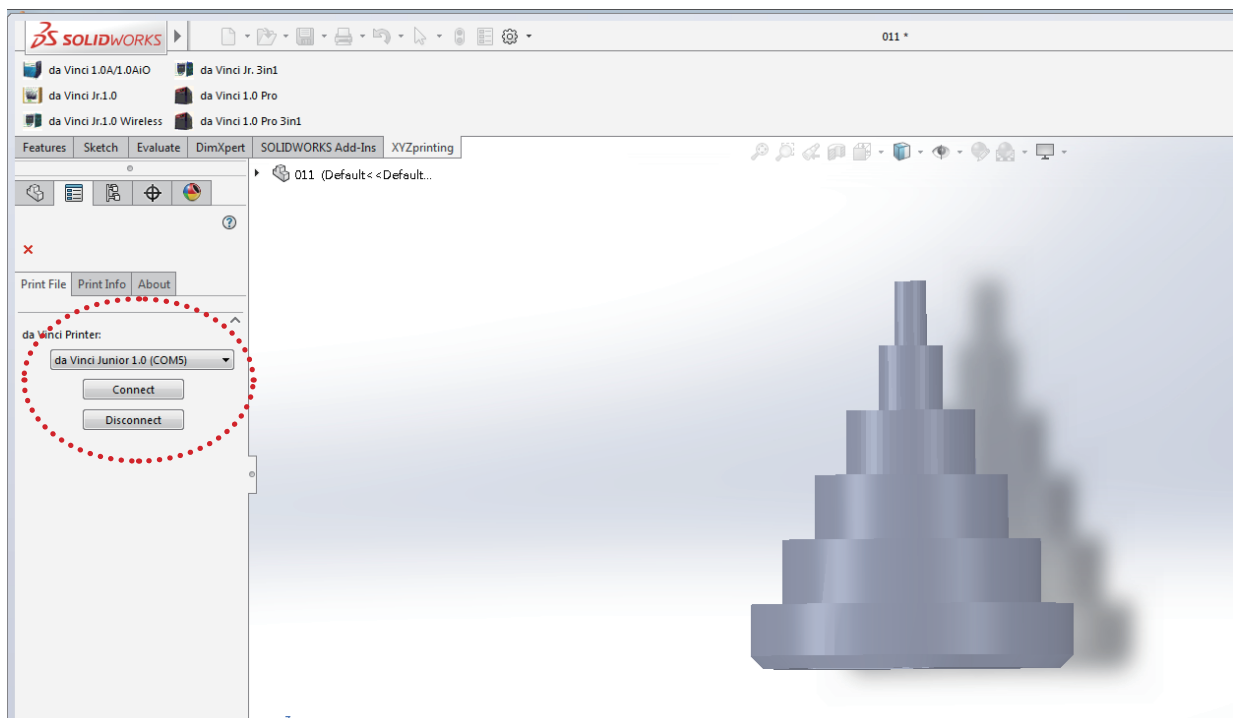 SOLIDWORKS
011 *
da Vinci 1.0A/1.0AiO da Vinci Jr. 3in1
da Vinci Jr.1.0 da Vinci 1.0 Pro
da Vinci Jr.1.0 Wireless da Vinci 1.0 Pro 3in1
Features Sketch Evaluate DimXpert SOLIDWORKS Add-Ins XYZprinting
011 (Default<<Default...
Print File Print Info About
da Vinci Printer:
da Vinci Junior 1.0 (COM5)
Connect
Disconnect